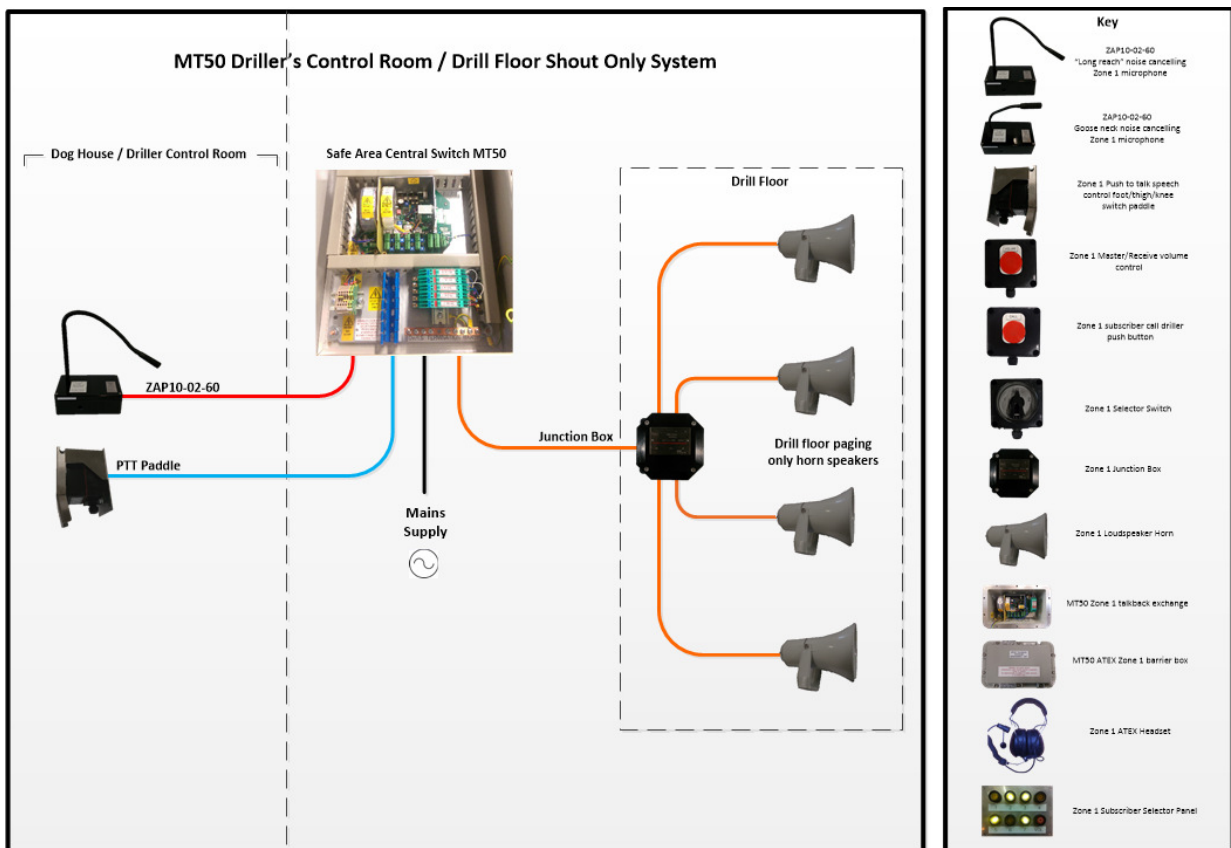 MT50 Driller's Control Room / Drill Floor Shout Only System
Dog House / Driller Control Room
Safe Area Central Switch MT50
Drill Floor
ZAP10-02-60
PTT Paddle
Junction Box
Drill floor paging
only horn speakers
Mains
Supply
Key
ZAP10-02-60
"Long reach" noise cancelling
Zone 1 microphone
ZAP10-02-60
Goose neck noise cancelling
Zone 1 microphone
Zone 1 Push to talk speech
control foot/thigh/knee
switch paddle
Zone 1 Master/Receive volume
control
Zone 1 subscriber call driller
push button
Zone 1 Selector Switch
Zone 1 Junction Box
Zone 1 Loudspeaker Horn
MT50 Zone 1 talkback exchange
MT50 ATEX Zone 1 barrier box
Zone 1 ATEX Headset
Zone 1 Subscriber Selector Panel